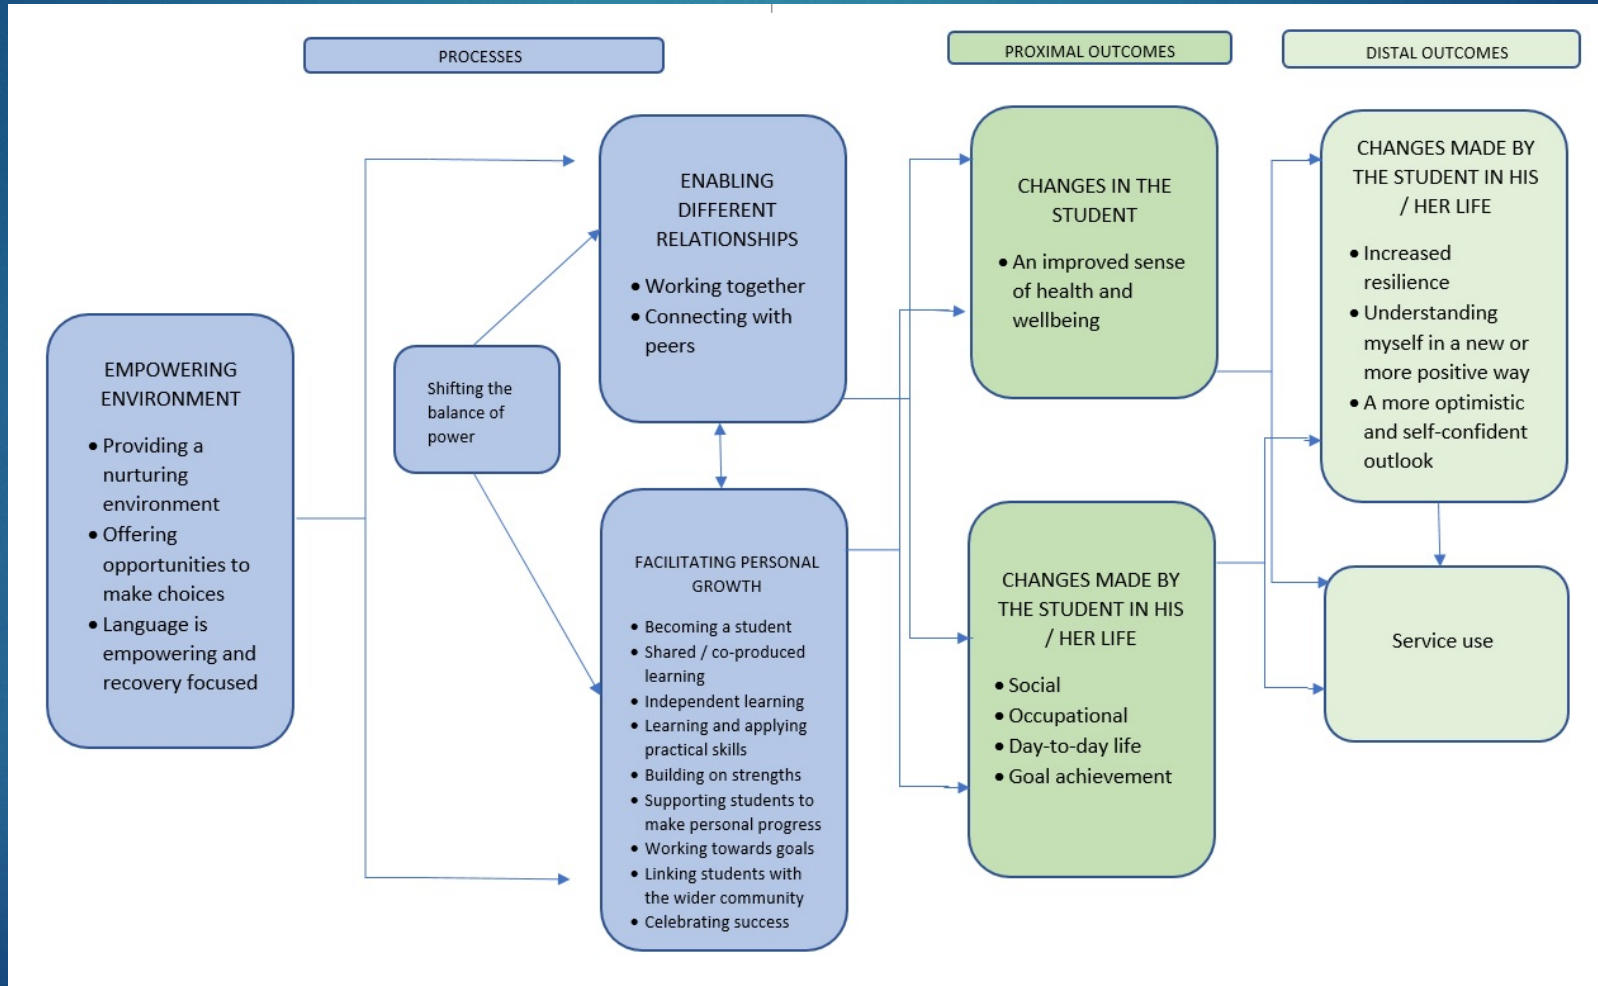 PROCESSES
PROXIMAL OUTCOMES
DISTAL OUTCOMES
EMPOWERING
ENVIRONMENT
• Providing a
nurturing
environment
• Offering
opportunities to
make choices
• Language is
empowering and
recovery focused
Shifting the
balance of
power
ENABLING
DIFFERENT
RELATIONSHIPS
• Working together
• Connecting with
peers
FACILITATING PERSONAL
GROWTH
• Becoming a student
• Shared / co-produced
learning
• Independent learning
• Learning and applying
practical skills
• Building on strengths
• Supporting students to
make personal progress
• Working towards goals
• Linking students with
the wider community
• Celebrating success
CHANGES IN THE
STUDENT
• An improved sense
of health and
wellbeing
CHANGES MADE BY
THE STUDENT IN HIS
/ HER LIFE
• Social
• Occupational
• Day-to-day life
• Goal achievement
CHANGES MADE BY
THE STUDENT IN HIS
/ HER LIFE
• Increased
resilience
• Understanding
myself in a new or
more positive way
• A more optimistic
and self-confident
outlook
Service use